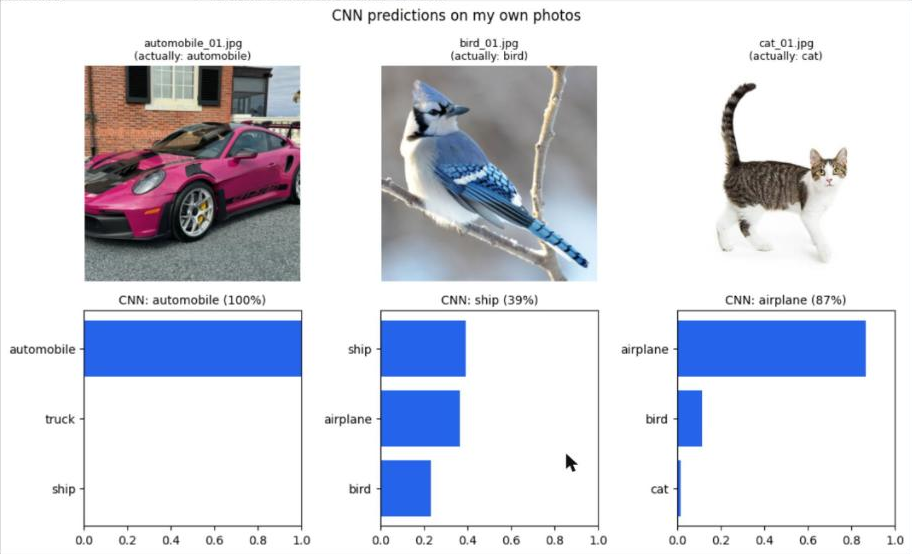 CNN predictions on my own photos
automobile_01.jpg
(actually: automobile)
bird_01.jpg
(actually: bird)
cat_01.jpg
(actually: cat)
CNN: automobile (100%)
automobile
truck
ship
0.0 0.2 0.4 0.6 0.8 1.0
CNN: ship (39%)
ship
airplane
bird
0.0 0.2 0.4 0.6 0.8 1.0
CNN: airplane (87%)
airplane
bird
cat
0.0 0.2 0.4 0.6 0.8 1.0